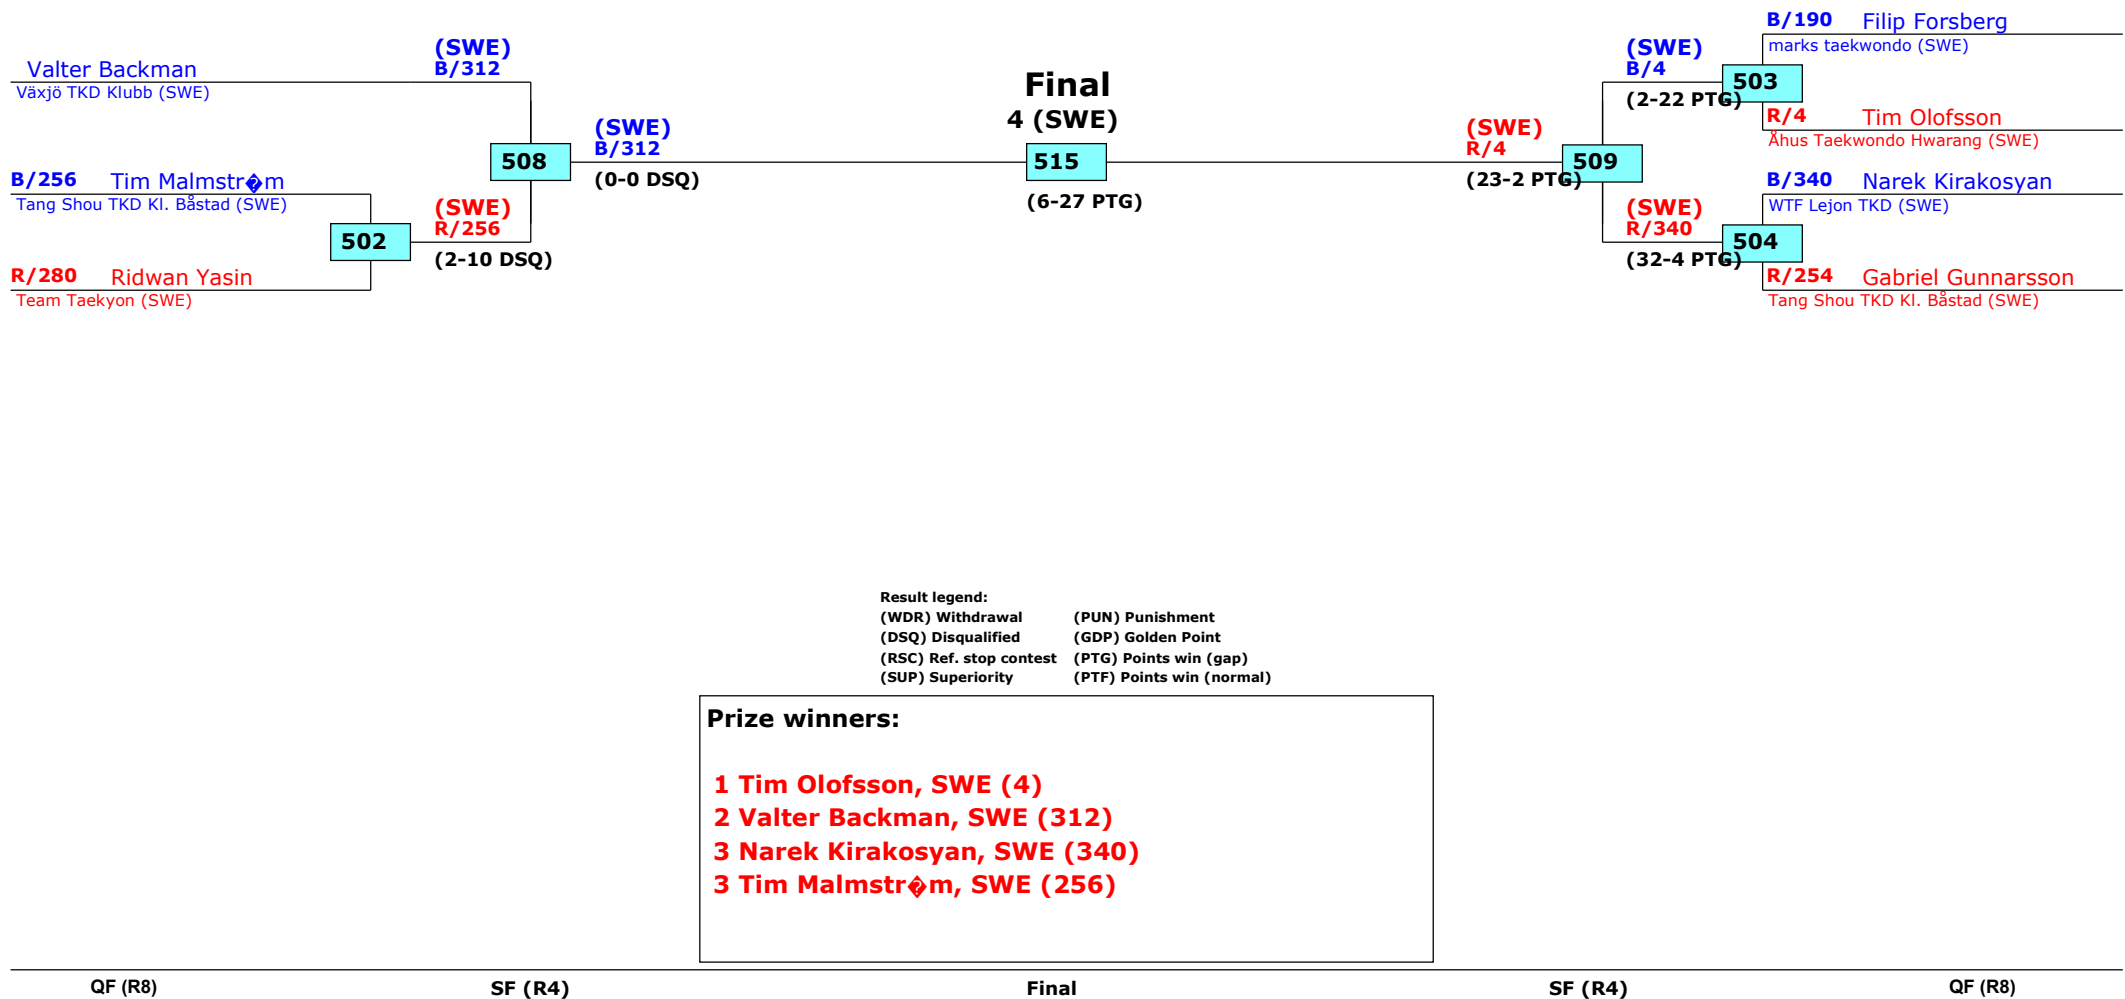 Valter Backman
Växjö TKD Klubb (SWE)
B/256 Tim Malmstr�m
Tang Shou TKD Kl. Båstad (SWE)
502
R/280 Ridwan Yasin
Team Taekyon (SWE)
(SWE)
B/312
508
(SWE)
R/256
(2-10 DSQ)
(SWE)
B/312
(0-0 DSQ)
Final
4 (SWE)
515
(6-27 PTG)
(SWE)
R/4
509
(23-2 PTG)
(SWE)
B/4
503
(2-22 PTG)
(SWE)
R/340
504
(32-4 PTG)
B/190 Filip Forsberg
marks taekwondo (SWE)
R/4 Tim Olofsson
Åhus Taekwondo Hwarang (SWE)
B/340 Narek Kirakosyan
WTF Lejon TKD (SWE)
R/254 Gabriel Gunnarsson
Tang Shou TKD Kl. Båstad (SWE)
Result legend:
(WDR) Withdrawal (PUN) Punishment
(DSQ) Disqualified (GDP) Golden Point
(RSC) Ref. stop contest (PTG) Points win (gap)
(SUP) Superiority (PTF) Points win (normal)
Prize winners:
1 Tim Olofsson, SWE (4)
2 Valter Backman, SWE (312)
3 Narek Kirakosyan, SWE (340)
3 Tim Malmstr�m, SWE (256)
QF (R8) SF (R4) Final SF (R4) QF (R8)